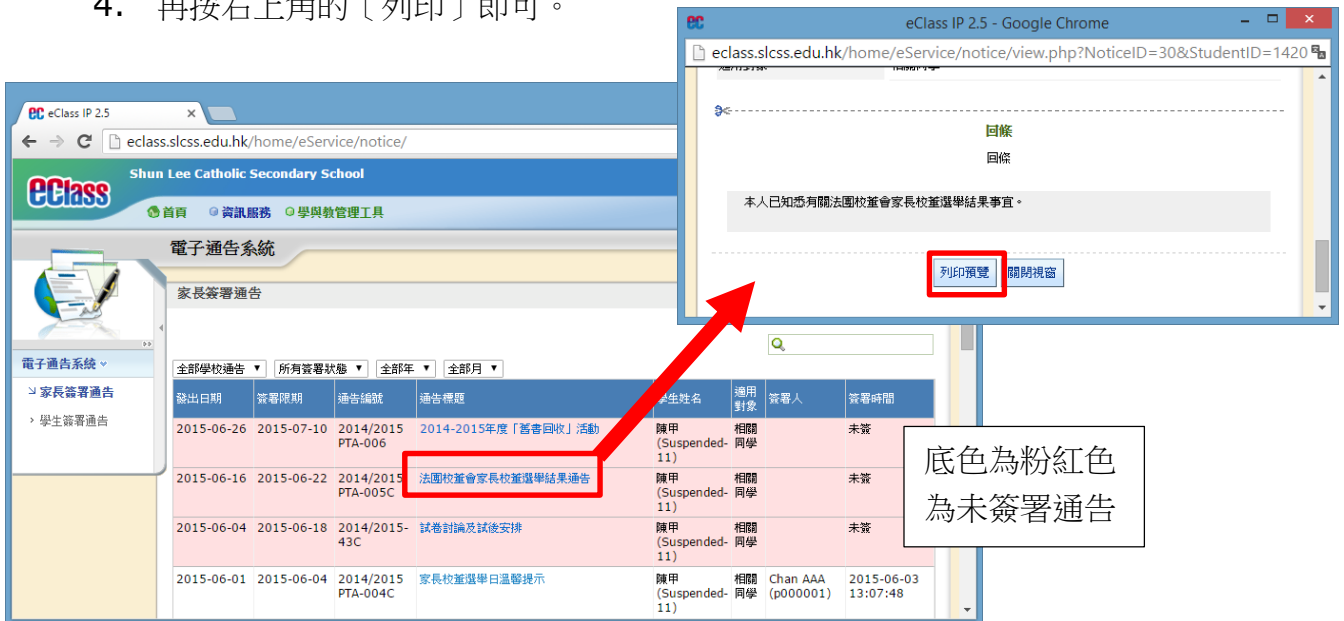 4. 再按右上角的〔列印〕即可。
eClass IP 2.5 - Google Chrome
eclass.slcss.edu.hk/home/eService/notice/view.php?NoticeID=30&StudentID=1420
回條
回條
本人已知悉有關法團校董會家長校董選舉結果事宜。
列印預覽 關閉視窗
eClass IP 2.5
eclass.slcss.edu.hk/home/eService/notice/
eClass
Shun Lee Catholic Secondary School
首頁 資訊服務 學與教管理工具
電子通告系統
家長簽署通告
電子通告系統
家長簽署通告
學生簽署通告
全部學校通告 所有簽署狀態 全部年 全部月
發出日期 簽署限期 通告編號 通告標題 學生姓名 適用對象 簽署人 簽署時間
2015-06-26 2015-07-10 2014/2015 2014-2015年度「舊書回收」活動 陳甲 相關 未簽
PTA-006 (Suspended- 同學
11)
2015-06-16 2015-06-22 2014/2015 法團校董會家長校董選舉結果通告 陳甲 相關 未簽
PTA-005C (Suspended- 同學
11)
2015-06-04 2015-06-18 2014/2015- 試卷討論及試後安排 陳甲 相關 未簽
43C (Suspended- 同學
11)
2015-06-01 2015-06-04 2014/2015 家長校董選舉日溫馨提示 陳甲 相關 Chan AAA 2015-06-03
PTA-004C (Suspended- 同學 (p000001) 13:07:48
11)
底色為粉紅色
為未簽署通告